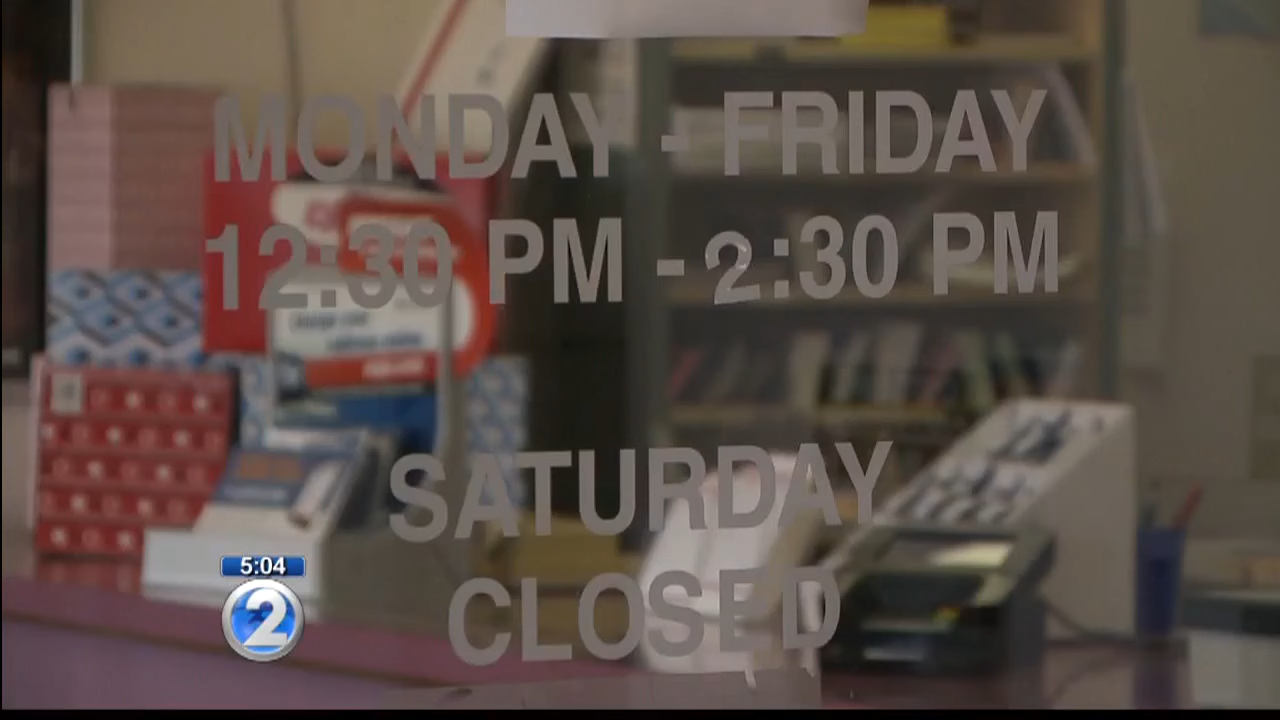 MONDAY - FRIDAY
12:30 PM - 2:30 PM
SATURDAY
CLOSED
5:04
2